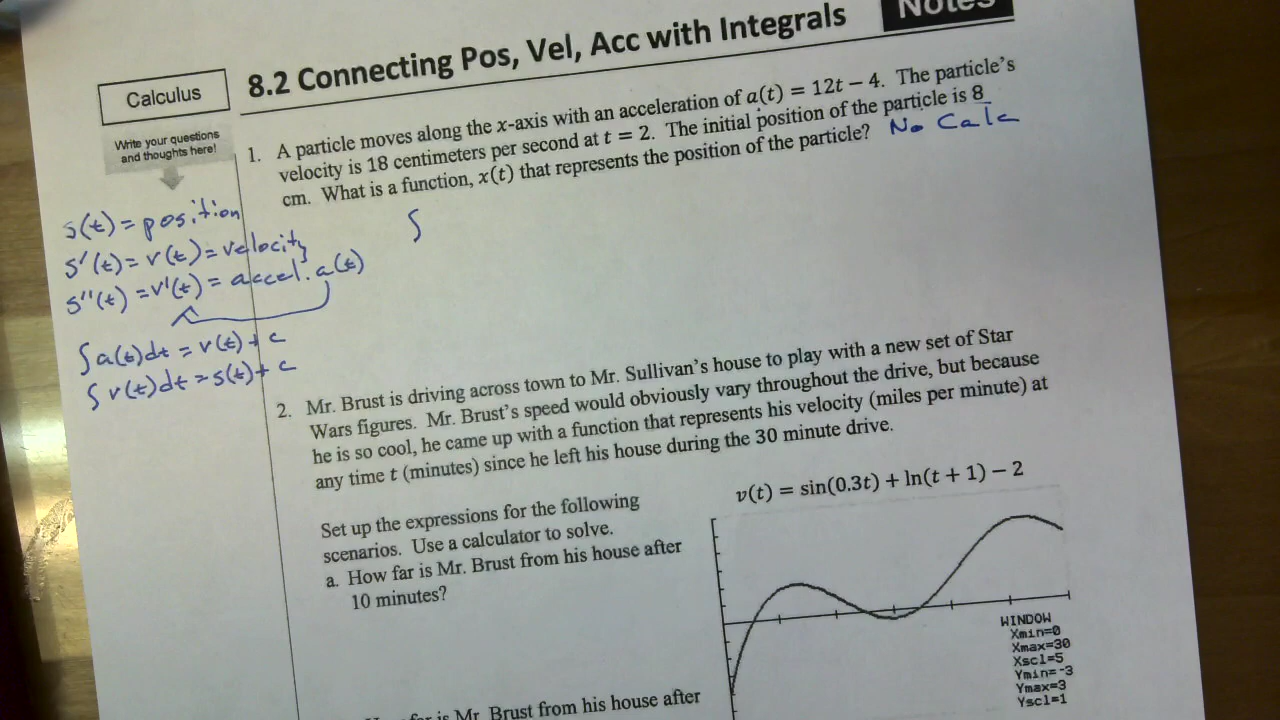 8.2 Connecting Pos, Vel, Acc with Integrals
Notes
Calculus
Write your questions
and thoughts here!
1. A particle moves along the x-axis with an acceleration of a(t) = 12t − 4. The particle's
velocity is 18 centimeters per second at t = 2. The initial position of the particle is 8
cm. What is a function, x(t) that represents the position of the particle? No Calc
s(t) = position
s'(t) = v(t) = velocity
s''(t) = v'(t) = accel. a(t)
∫a(t)dt = v(t) + c
∫v(t)dt = s(t) + c
∫
2. Mr. Brust is driving across town to Mr. Sullivan's house to play with a new set of Star
Wars figures. Mr. Brust's speed would obviously vary throughout the drive, but because
he is so cool, he came up with a function that represents his velocity (miles per minute) at
any time t (minutes) since he left his house during the 30 minute drive.
Set up the expressions for the following
scenarios. Use a calculator to solve.
a. How far is Mr. Brust from his house after
10 minutes?
v(t) = sin(0.3t) + ln(t + 1) − 2
WINDOW
Xmin=0
Xmax=30
Xscl=5
Ymin=-3
Ymax=3
Yscl=1
far is Mr. Brust from his house after